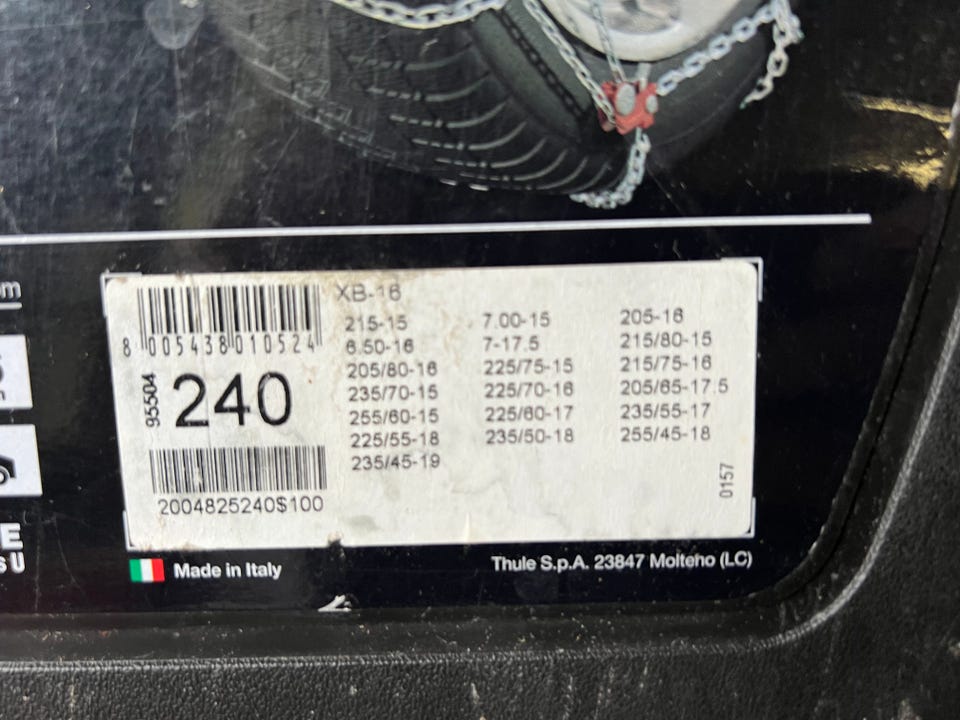 om
8 005438 010524
95504
240
2004825240$100
XB-16
215-15 7.00-15 205-16
6.50-16 7-17.5 215/80-15
205/80-16 225/75-15 215/75-16
235/70-15 225/70-16 205/65-17.5
255/60-15 225/60-17 235/55-17
225/55-18 235/50-18 255/45-18
235/45-19
0157
E
s U
Made in Italy
Thule S.p.A. 23847 Molteno (LC)